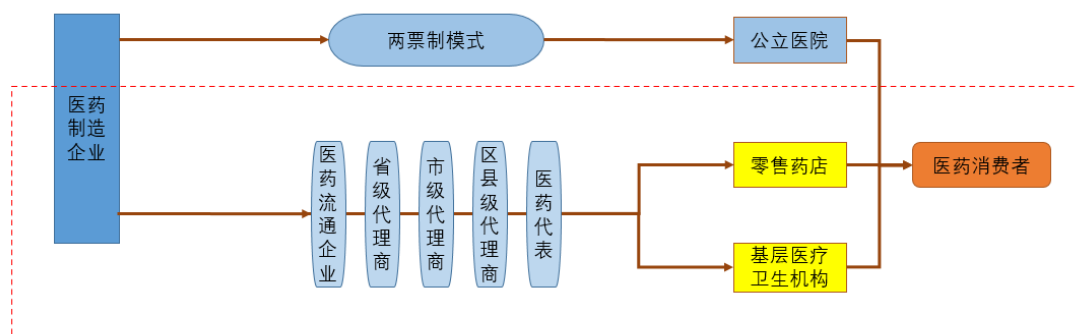 两票制模式
公立医院
医药
制造
企业
医药流通企业
省级代理商
市级代理商
区县级代理商
医药代表
零售药店
医药消费者
基层医疗
卫生机构